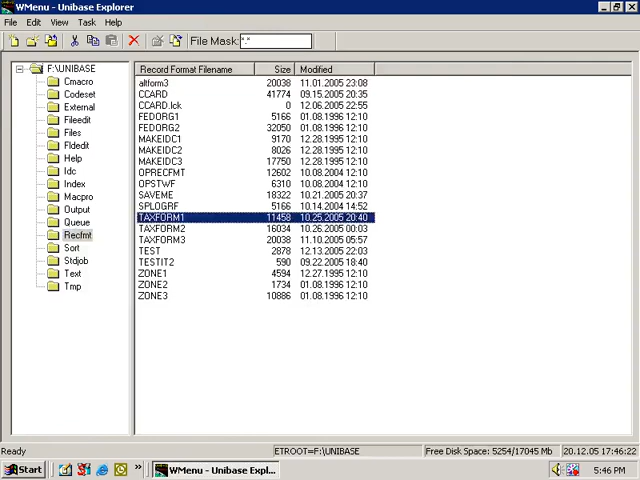 WMenu - Unibase Explorer
File Edit View Task Help
File Mask: *.*
F:\UNIBASE
Cmacro
Codeset
External
Fileedit
Files
Fldedit
Help
Idc
Index
Macro
Output
Queue
Recfmt
Sort
Stdjob
Text
Tmp
Record Format Filename Size Modified
altform3 20038 11.01.2005 23:08
CCARD 41774 09.15.2005 20:35
CCARD.lck 0 12.06.2005 22:55
FEDORG1 5166 01.08.1996 12:10
FEDORG2 32050 01.08.1996 12:10
MAKEIDC1 9170 12.28.1995 12:10
MAKEIDC2 8026 12.28.1995 12:10
MAKEIDC3 17750 12.28.1995 12:10
OPRECFMT 12602 10.08.2004 12:10
OPSTWF 6310 10.08.2004 12:10
SAVEME 18322 10.21.2005 20:37
SPLOGRF 5166 10.14.2004 14:52
TAXFORM1 11458 10.25.2005 20:40
TAXFORM2 16034 10.26.2005 00:03
TAXFORM3 20038 11.10.2005 05:57
TEST 2878 12.13.2005 22:03
TESTIT2 590 09.22.2005 18:40
ZONE1 4594 12.27.1995 12:10
ZONE2 1734 01.08.1996 12:10
ZONE3 10886 01.08.1996 12:10
Ready ETROOT=F:\UNIBASE Free Disk Space: 5254/17045 Mb 20.12.05 17:46:22
Start » WMenu - Unibase Expl... 5:46 PM